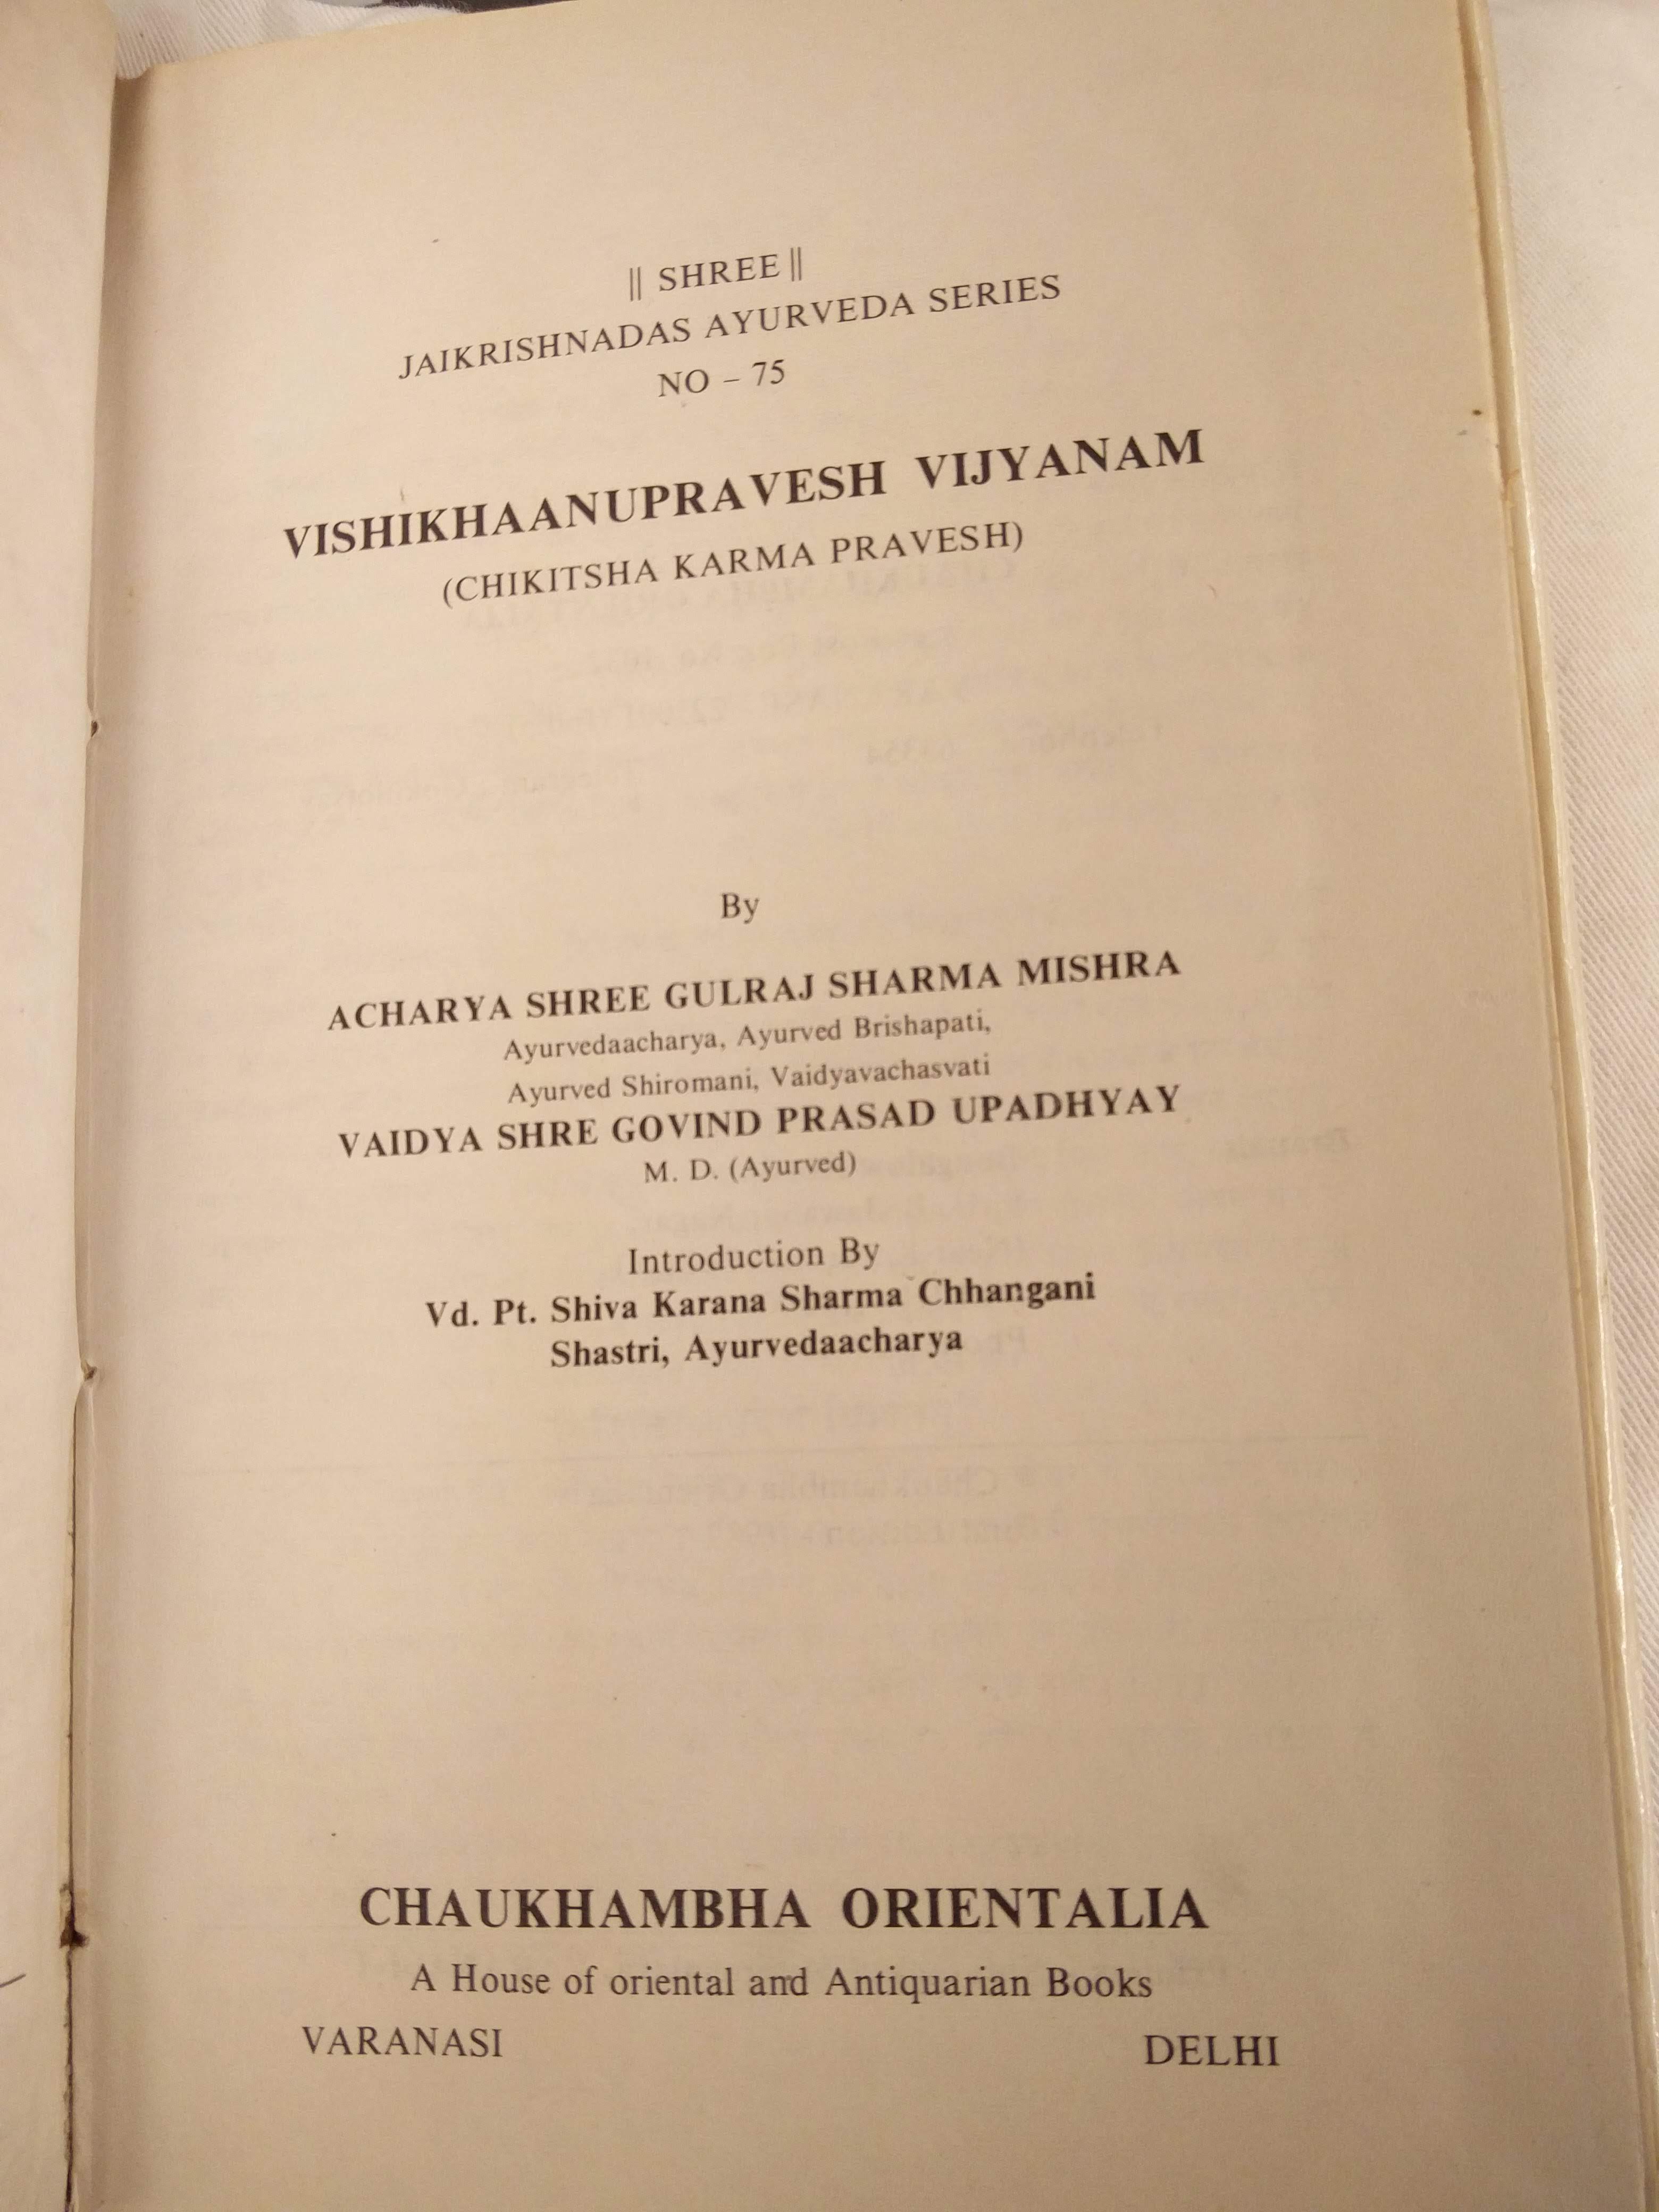 || SHREE ||
JAIKRISHNADAS AYURVEDA SERIES
NO – 75
VISHIKHAANUPRAVESH VIJYANAM
(CHIKITSHA KARMA PRAVESH)
By
ACHARYA SHREE GULRAJ SHARMA MISHRA
Ayurvedaacharya, Ayurved Brishapati,
Ayurved Shiromani, Vaidyavachasvati
VAIDYA SHRE GOVIND PRASAD UPADHYAY
M. D. (Ayurved)
Introduction By
Vd. Pt. Shiva Karana Sharma Chhangani
Shastri, Ayurvedaacharya
CHAUKHAMBHA ORIENTALIA
A House of oriental and Antiquarian Books
VARANASI DELHI